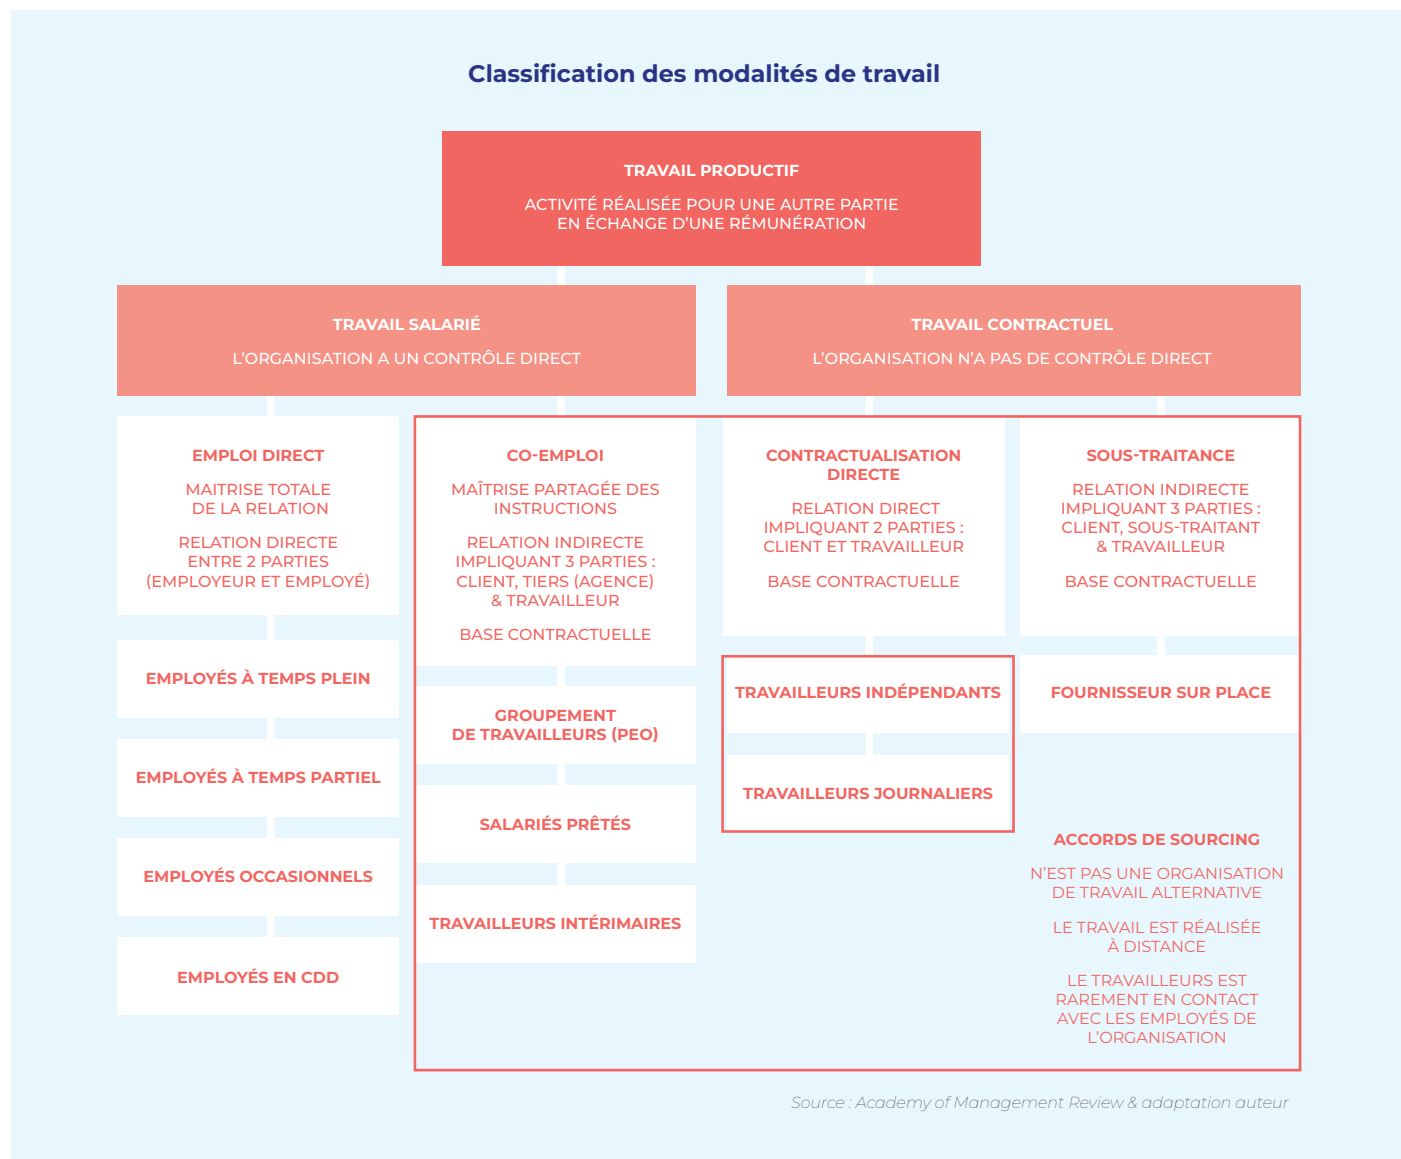 Classification des modalités de travail
TRAVAIL PRODUCTIF
ACTIVITÉ RÉALISÉE POUR UNE AUTRE PARTIE
EN ÉCHANGE D’UNE RÉMUNÉRATION
TRAVAIL SALARIÉ
L’ORGANISATION A UN CONTRÔLE DIRECT
TRAVAIL CONTRACTUEL
L’ORGANISATION N’A PAS DE CONTRÔLE DIRECT
EMPLOI DIRECT
MAITRISE TOTALE
DE LA RELATION
RELATION DIRECTE
ENTRE 2 PARTIES
(EMPLOYEUR ET EMPLOYÉ)
EMPLOYÉS À TEMPS PLEIN
EMPLOYÉS À TEMPS PARTIEL
EMPLOYÉS OCCASIONNELS
EMPLOYÉS EN CDD
CO-EMPLOI
MAÎTRISE PARTAGÉE DES
INSTRUCTIONS
RELATION INDIRECTE
IMPLIQUANT 3 PARTIES :
CLIENT, TIERS (AGENCE)
& TRAVAILLEUR
BASE CONTRACTUELLE
GROUPEMENT
DE TRAVAILLEURS (PEO)
SALARIÉS PRÊTÉS
TRAVAILLEURS INTÉRIMAIRES
CONTRACTUALISATION
DIRECTE
RELATION DIRECT
IMPLIQUANT 2 PARTIES :
CLIENT ET TRAVAILLEUR
BASE CONTRACTUELLE
TRAVAILLEURS INDÉPENDANTS
TRAVAILLEURS JOURNALIERS
SOUS-TRAITANCE
RELATION INDIRECTE
IMPLIQUANT 3 PARTIES :
CLIENT, SOUS-TRAITANT
& TRAVAILLEUR
BASE CONTRACTUELLE
FOURNISSEUR SUR PLACE
ACCORDS DE SOURCING
N’EST PAS UNE ORGANISATION
DE TRAVAIL ALTERNATIVE
LE TRAVAIL EST RÉALISÉE
À DISTANCE
LE TRAVAILLEURS EST
RAREMENT EN CONTACT
AVEC LES EMPLOYÉS DE
L’ORGANISATION
Source : Academy of Management Review & adaptation auteur